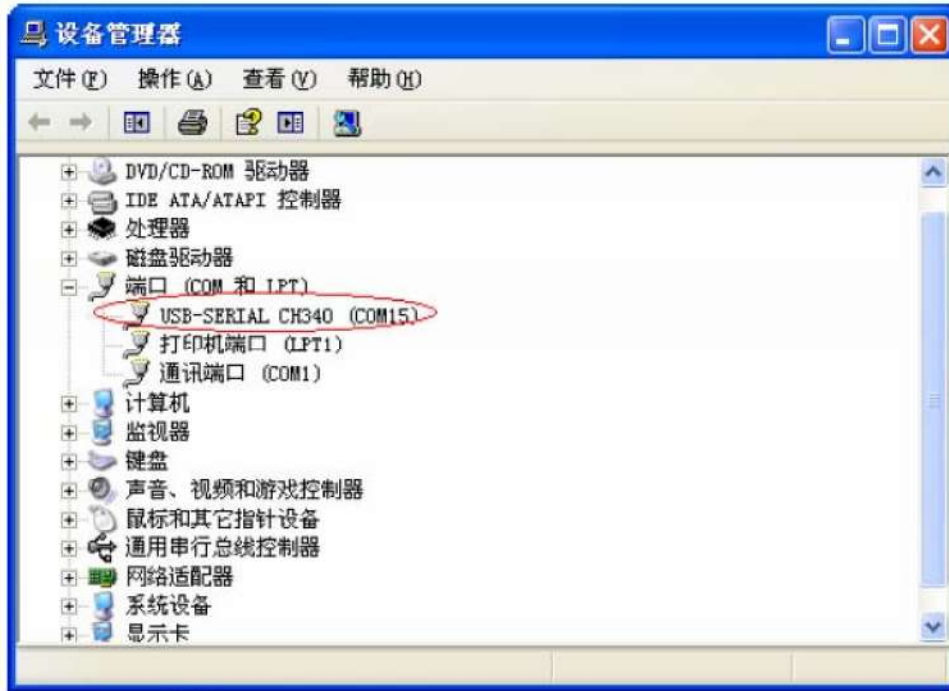 设备管理器
文件(F) 操作(A) 查看(V) 帮助(H)
DVD/CD-ROM 驱动器
IDE ATA/ATAPI 控制器
处理器
磁盘驱动器
端口 (COM 和 LPT)
USB-SERIAL CH340 (COM15)
打印机端口 (LPT1)
通讯端口 (COM1)
计算机
监视器
键盘
声音、视频和游戏控制器
鼠标和其它指针设备
通用串行总线控制器
网络适配器
系统设备
显示卡